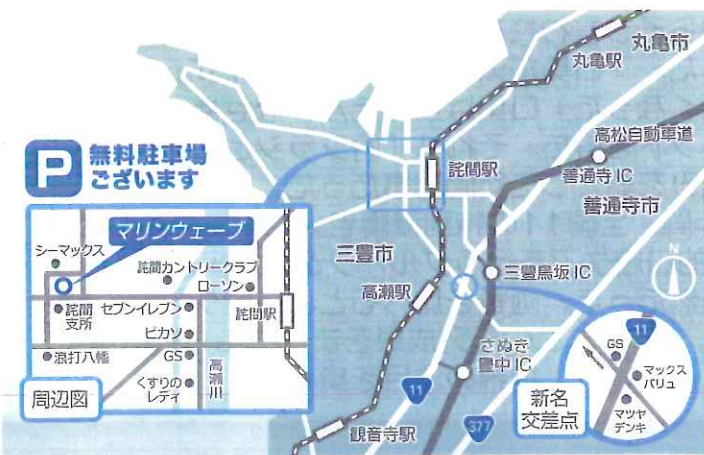 丸亀市
丸亀駅
高松自動車道
善通寺 IC
善通寺市
詫間駅
P 無料駐車場
ございます
三豊市
三豊鳥坂 IC
高瀬駅
さぬき
豊中 IC
観音寺駅
11
377
N
マリンウェーブ
シーマックス
詫間カントリークラブ
ローソン
詫間
支所
セブンイレブン
詫間駅
ピカソ
浪打八幡
GS
高瀬川
くすりの
レディ
周辺図
11
GS
マックス
バリュ
マツヤ
デンキ
新名
交差点